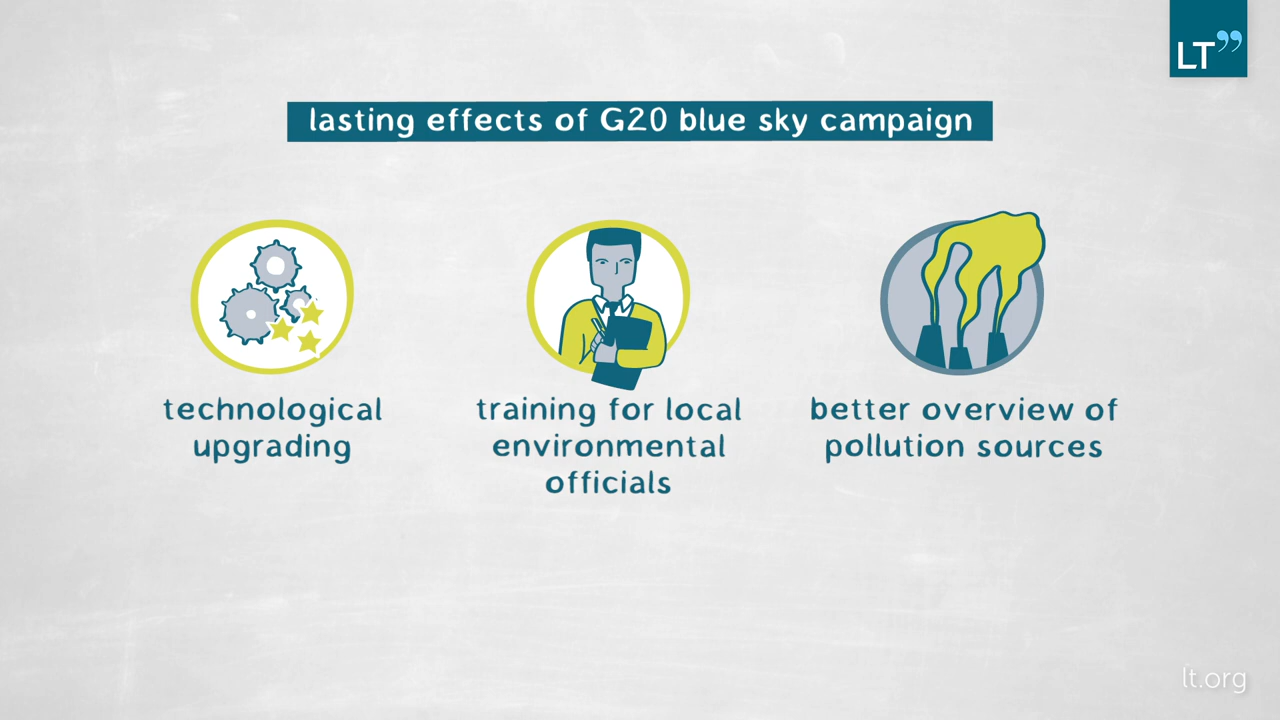 LT”
lasting effects of G20 blue sky campaign
technological
upgrading
training for local
environmental
officials
better overview of
pollution sources
lt.org